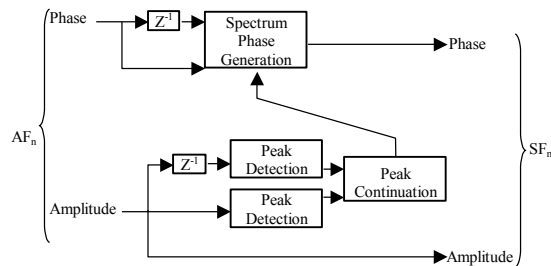 Phase
Z⁻¹
Spectrum
Phase
Generation
Phase
AFₙ
SFₙ
Z⁻¹
Peak
Detection
Peak
Continuation
Amplitude
Peak
Detection
Amplitude